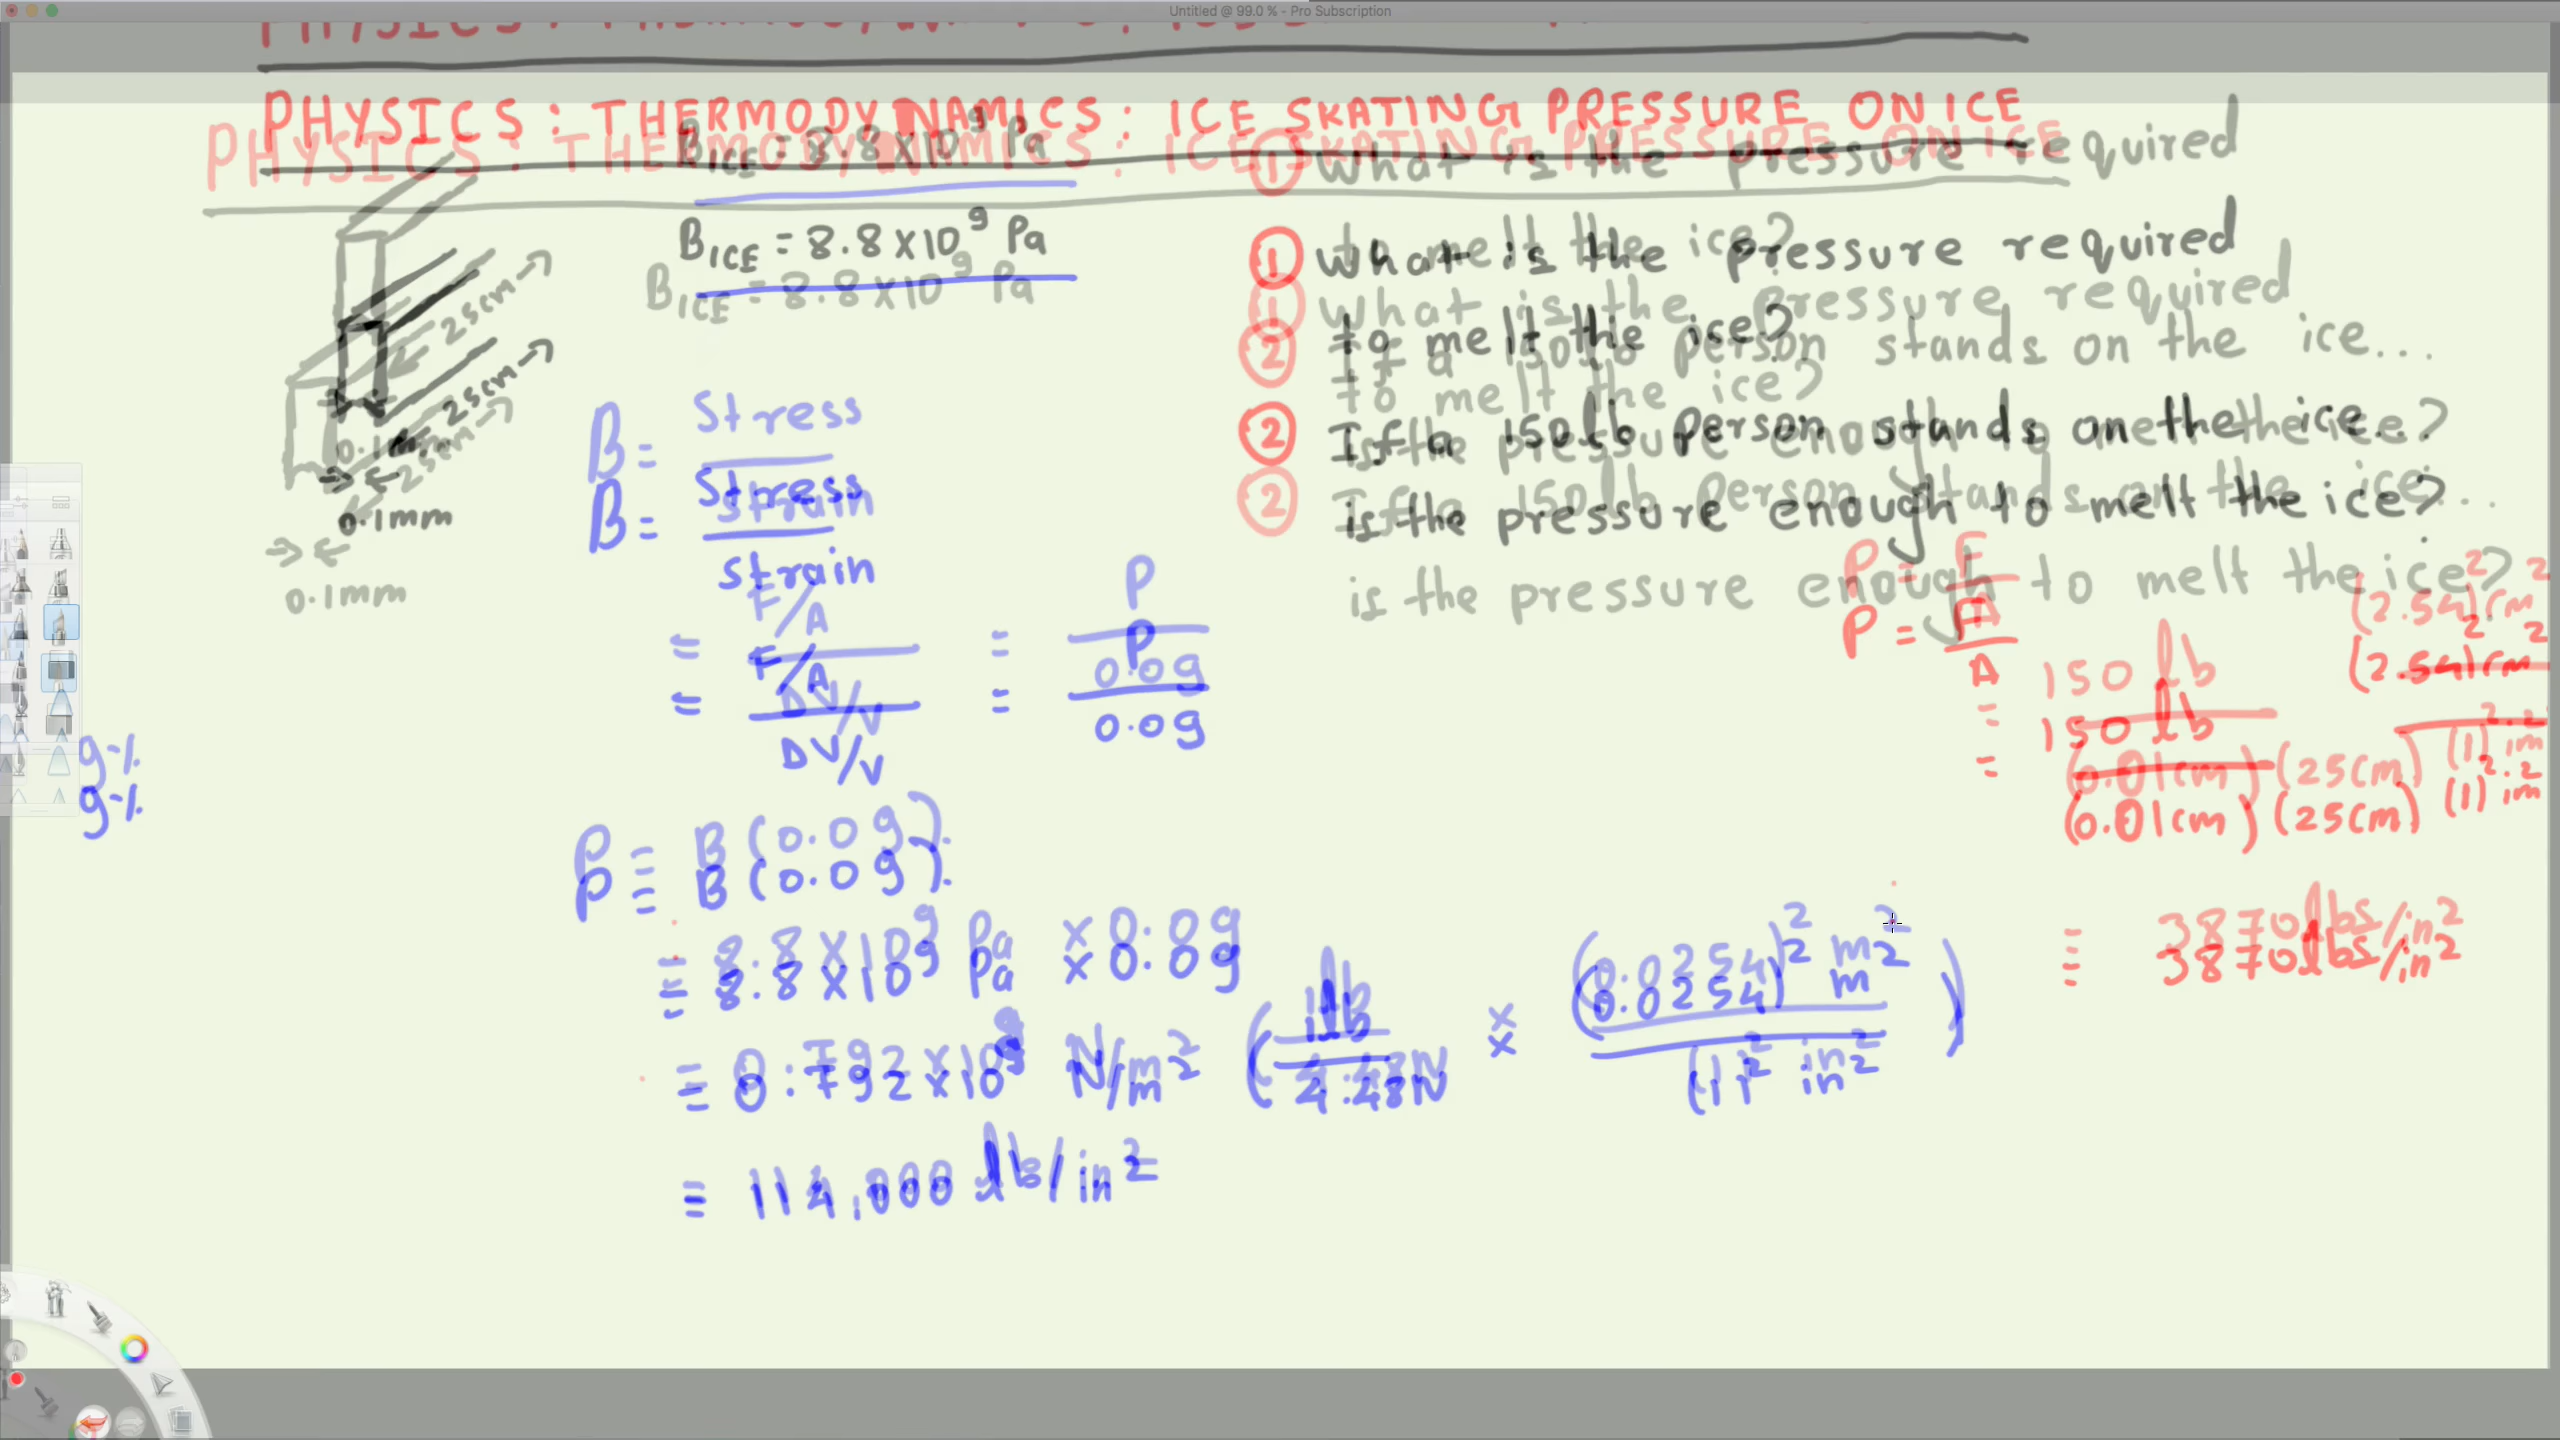 Untitled @ 99.0 % - Pro Subscription
PHYSICS : THERMODYNAMICS : ICE SKATING PRESSURE ON ICE
B_ICE = 8.8 x 10^9 Pa
25cm
0.1mm
① What is the pressure required
to melt the ice?
② If a 150 lb person stands on the ice...
is the pressure enough to melt the ice?
B = Stress / Strain
= F/A / DV/V = P / 0.09
9%
P = B (0.09).
= 8.8 x 10^9 Pa x 0.09
= 0.792 x 10^9 N/m^2 ( 1lb / 4.48N x (0.0254)^2 m^2 / (1)^2 in^2 )
= 114,000 lb/in^2
P = F / A
= 150 lb / (0.01cm) (25cm) (2.54)^2 cm^2 / (1)^2 in^2
= 3870 lbs/in^2